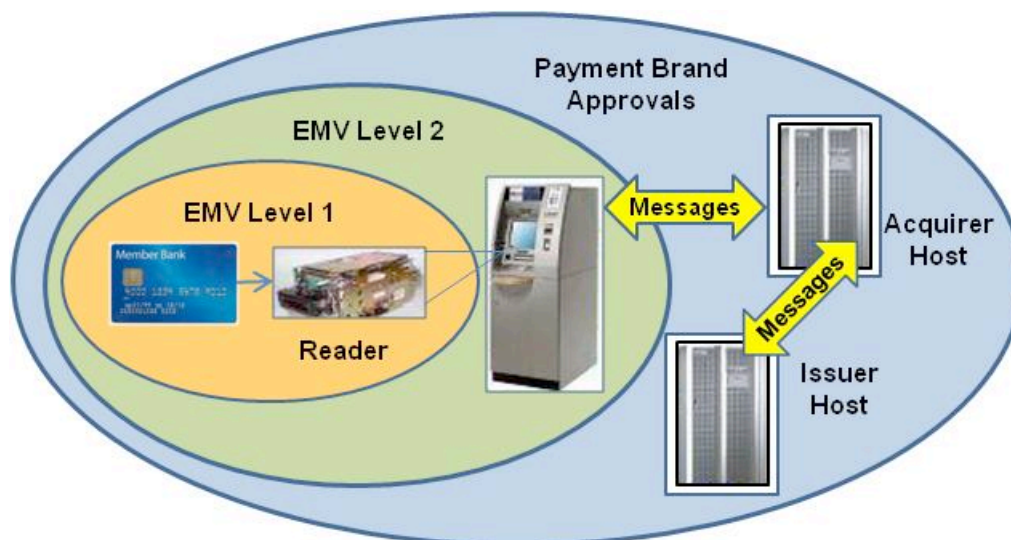 Payment Brand
Approvals
EMV Level 2
EMV Level 1
Member Bank
Messages
Acquirer
Host
Messages
Reader
Issuer
Host